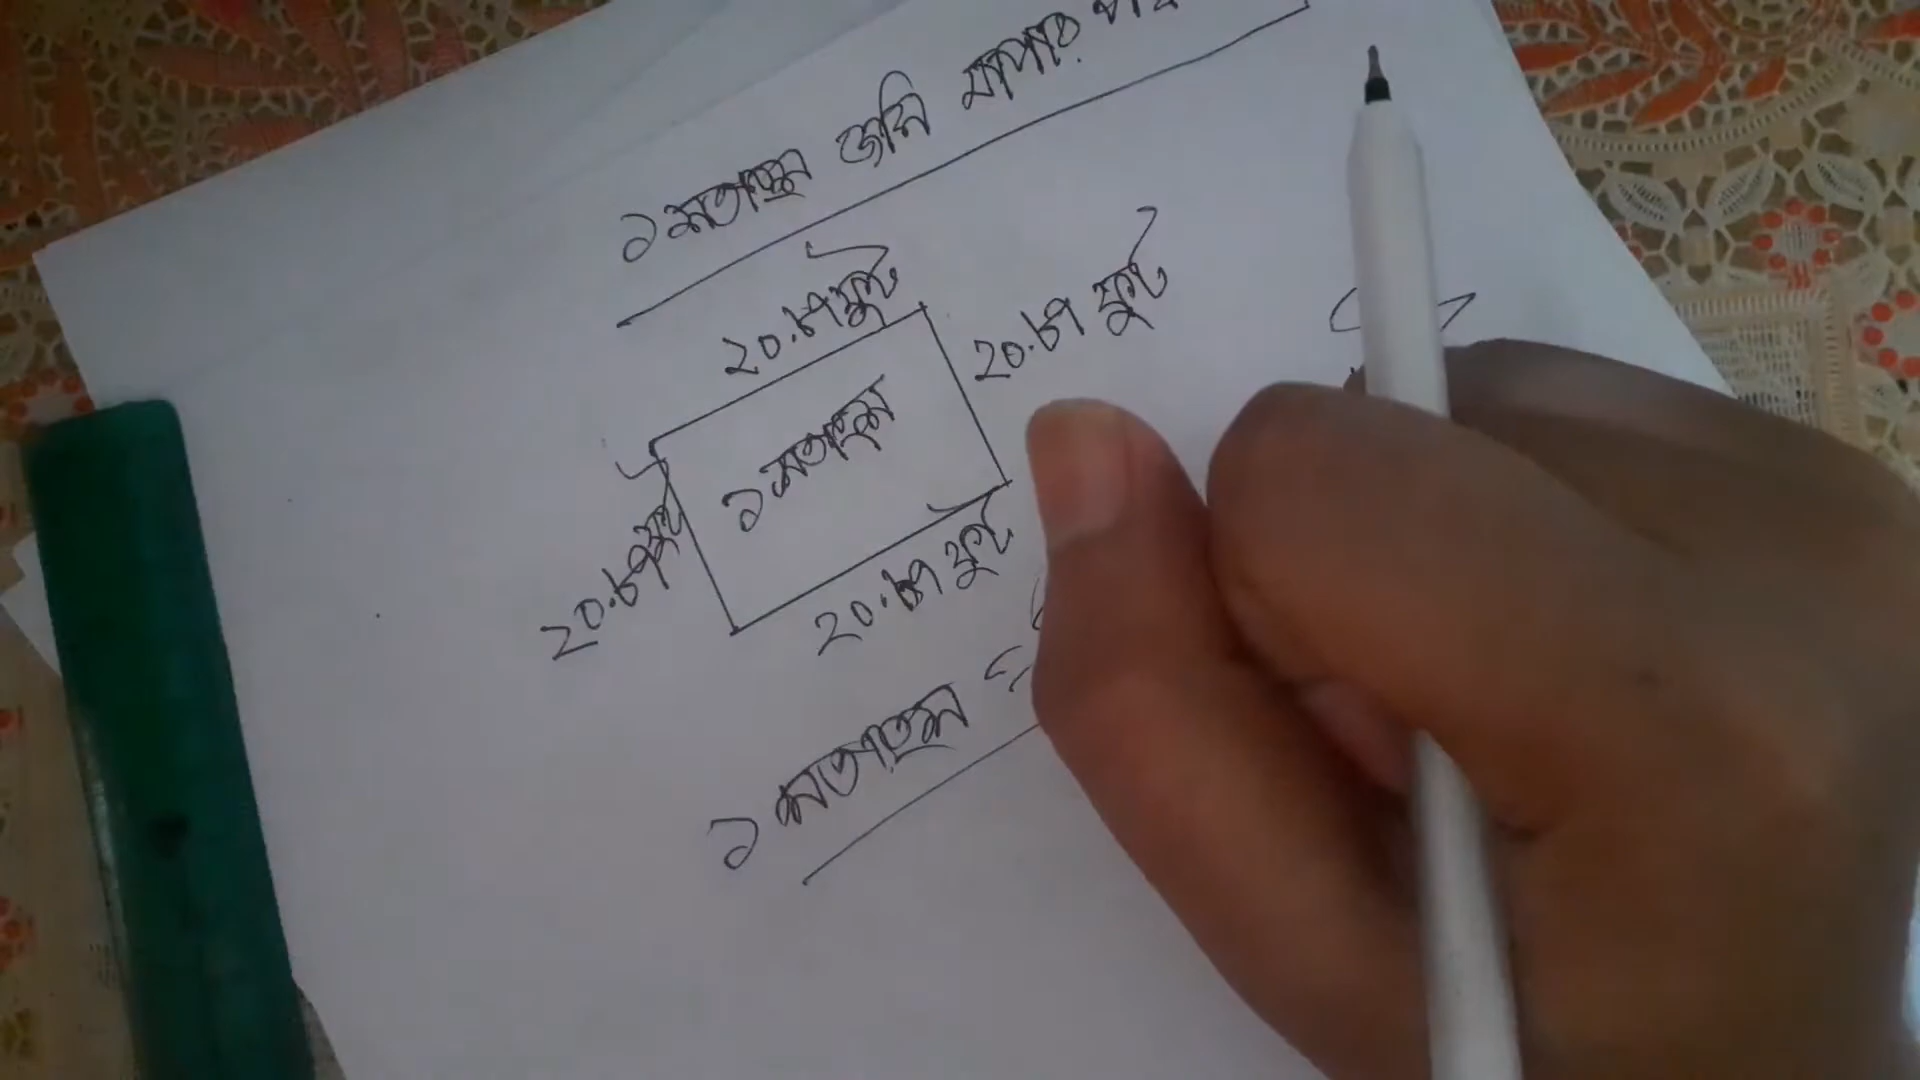 ১ শতাংশ জমি মাপার
২০.৮৭ ফুট
২০.৮৭ ফুট
১ শতাংশ
২০.৮৭ ফুট
২০.৮৭ ফুট
১ শতাংশ =